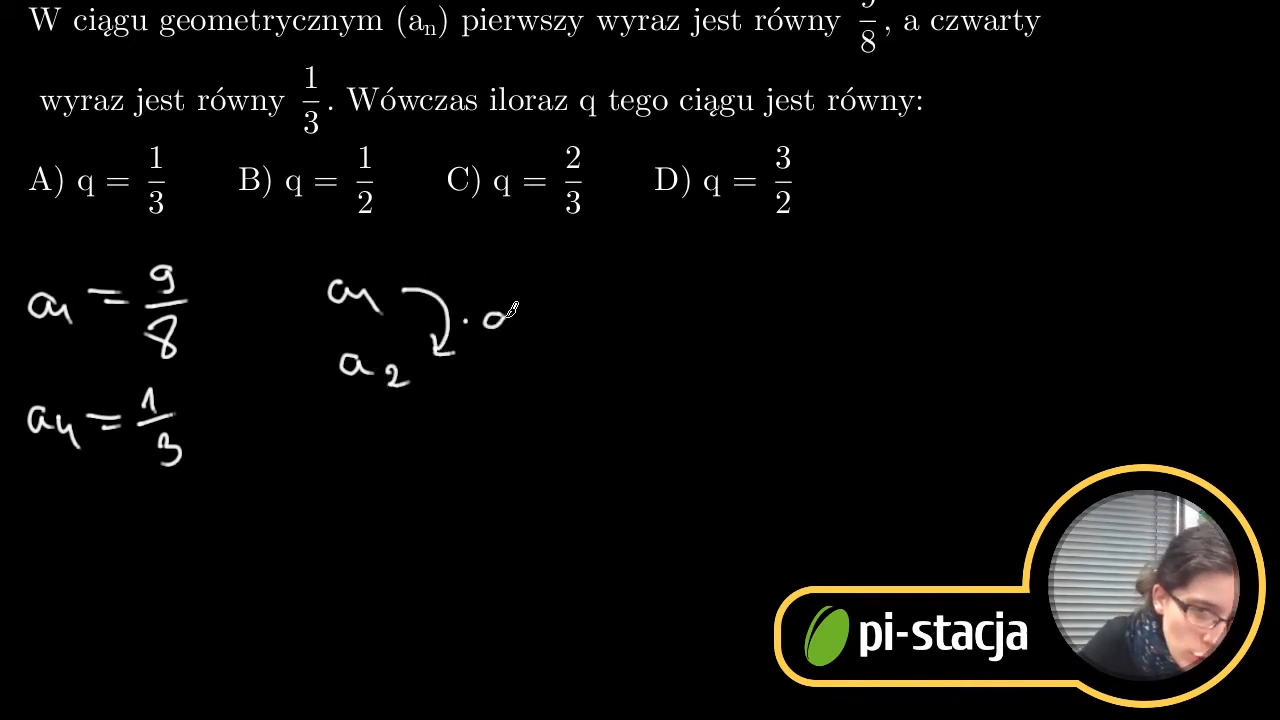 W ciągu geometrycznym (aₙ) pierwszy wyraz jest równy 9/8, a czwarty
wyraz jest równy 1/3. Wówczas iloraz q tego ciągu jest równy:
A) q = 1/3 B) q = 1/2 C) q = 2/3 D) q = 3/2
a₁ = 9/8
a₄ = 1/3
a₁
a₂
·
pi-stacja